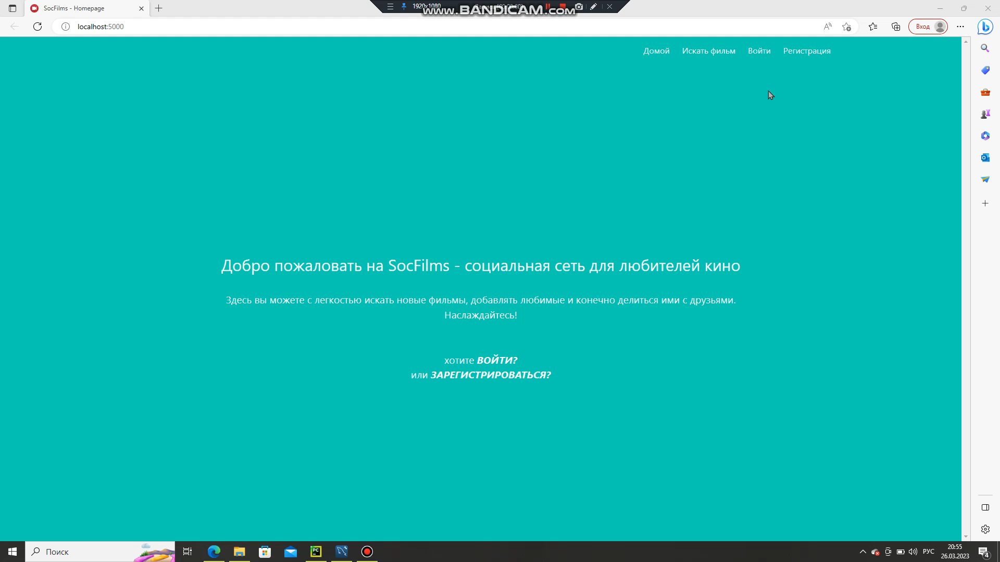 SocFilms - Homepage
1920x1080
www.BANDICAM.com
localhost:5000
Вход
Домой Искать фильм Войти Регистрация
Добро пожаловать на SocFilms - социальная сеть для любителей кино
Здесь вы можете с легкостью искать новые фильмы, добавлять любимые и конечно делиться ими с друзьями.
Наслаждайтесь!
хотите ВОЙТИ?
или ЗАРЕГИСТРИРОВАТЬСЯ?
Поиск
PC
РУС
20:55
26.03.2023
4